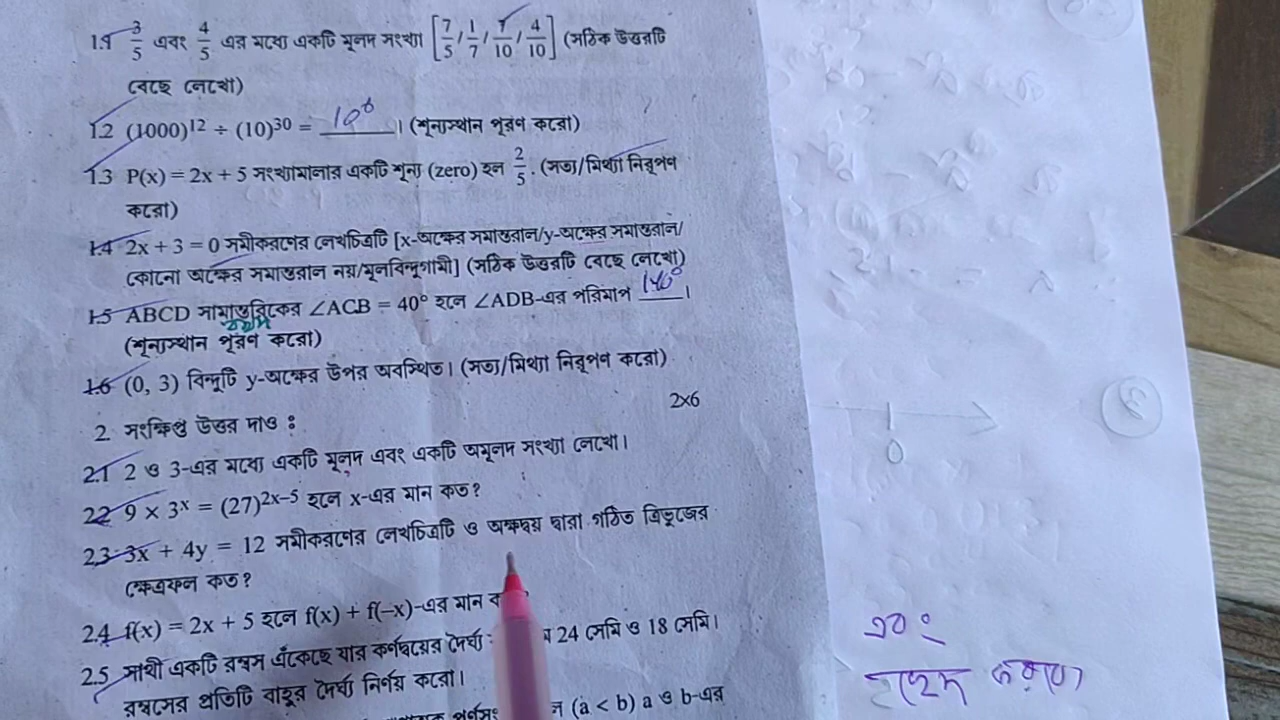 1.1 3/5 এবং 4/5 এর মধ্যে একটি মূলদ সংখ্যা [7/5 / 1/7 / 7/10 / 4/10] (সঠিক উত্তরটি
বেছে লেখো)
1.2 (1000)¹² ÷ (10)³⁰ = 10⁶। (শূন্যস্থান পূরণ করো)
1.3 P(x) = 2x + 5 সংখ্যামালার একটি শূন্য (zero) হল 2/5. (সত্য/মিথ্যা নিরূপণ
করো)
1.4 2x + 3 = 0 সমীকরণের লেখচিত্রটি [x-অক্ষের সমান্তরাল/y-অক্ষের সমান্তরাল/
কোনো অক্ষের সমান্তরাল নয়/মূলবিন্দুগামী] (সঠিক উত্তরটি বেছে লেখো)
1.5 ABCD সামান্তরিকের ∠ACB = 40° হলে ∠ADB-এর পরিমাপ 140°।
(শূন্যস্থান পূরণ করো)
1.6 (0, 3) বিন্দুটি y-অক্ষের উপর অবস্থিত। (সত্য/মিথ্যা নিরূপণ করো)
2. সংক্ষিপ্ত উত্তর দাও : 2×6
2.1 2 ও 3-এর মধ্যে একটি মূলদ এবং একটি অমূলদ সংখ্যা লেখো।
2.2 9 × 3ˣ = (27)²ˣ⁻⁵ হলে x-এর মান কত?
2.3 3x + 4y = 12 সমীকরণের লেখচিত্রটি ও অক্ষদ্বয় দ্বারা গঠিত ত্রিভুজের
ক্ষেত্রফল কত?
2.4 f(x) = 2x + 5 হলে f(x) + f(−x)-এর মান
2.5 সাথী একটি রম্বস এঁকেছে যার কর্ণদ্বয়ের দৈর্ঘ্য 24 সেমি ও 18 সেমি।
রম্বসের প্রতিটি বাহুর দৈর্ঘ্য নির্ণয় করো।
(a < b) a ও b-এর
0